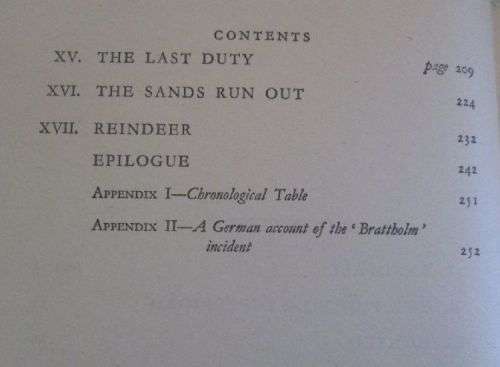 CONTENTS
XV. THE LAST DUTY page 209
XVI. THE SANDS RUN OUT 224
XVII. REINDEER 232
EPILOGUE 242
APPENDIX I—Chronological Table 251
APPENDIX II—A German account of the ‘Brattholm’
incident 252